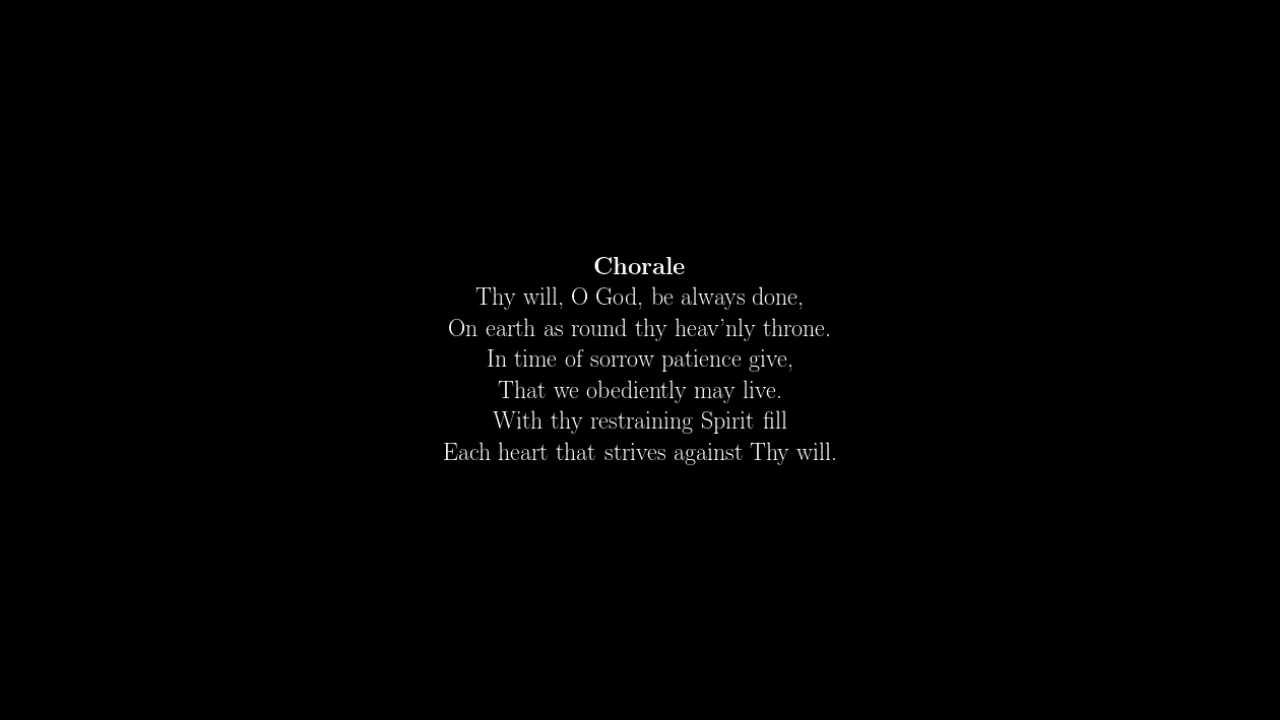 Chorale
Thy will, O God, be always done,
On earth as round thy heav'nly throne.
In time of sorrow patience give,
That we obediently may live.
With thy restraining Spirit fill
Each heart that strives against Thy will.